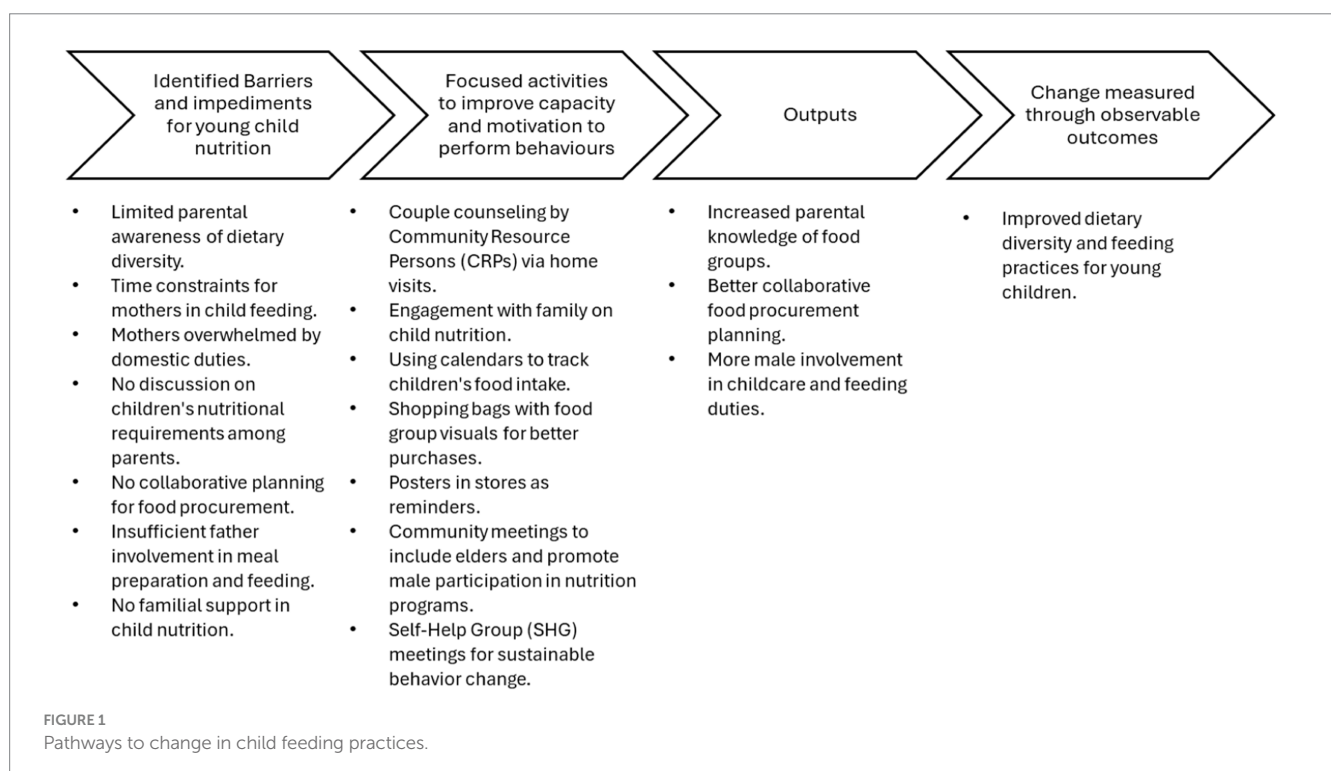 Identified Barriers
and impediments
for young child
nutrition
Focused activities
to improve capacity
and motivation to
perform behaviours
Outputs
Change measured
through observable
outcomes
• Limited parental
awareness of dietary
diversity.
• Time constraints for
mothers in child feeding.
• Mothers overwhelmed by
domestic duties.
• No discussion on
children's nutritional
requirements among
parents.
• No collaborative planning
for food procurement.
• Insufficient father
involvement in meal
preparation and feeding.
• No familial support in
child nutrition.
• Couple counseling by
Community Resource
Persons (CRPs) via home
visits.
• Engagement with family on
child nutrition.
• Using calendars to track
children's food intake.
• Shopping bags with food
group visuals for better
purchases.
• Posters in stores as
reminders.
• Community meetings to
include elders and promote
male participation in nutrition
programs.
• Self-Help Group (SHG)
meetings for sustainable
behavior change.
• Increased parental
knowledge of food
groups.
• Better collaborative
food procurement
planning.
• More male involvement
in childcare and feeding
duties.
• Improved dietary
diversity and feeding
practices for young
children.
FIGURE 1
Pathways to change in child feeding practices.